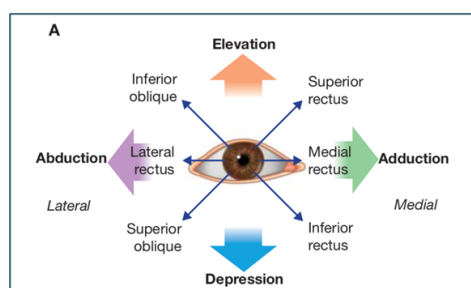 A
Elevation
Inferior
oblique
Superior
rectus
Abduction
Lateral
rectus
Medial
rectus
Adduction
Lateral
Medial
Superior
oblique
Inferior
rectus
Depression